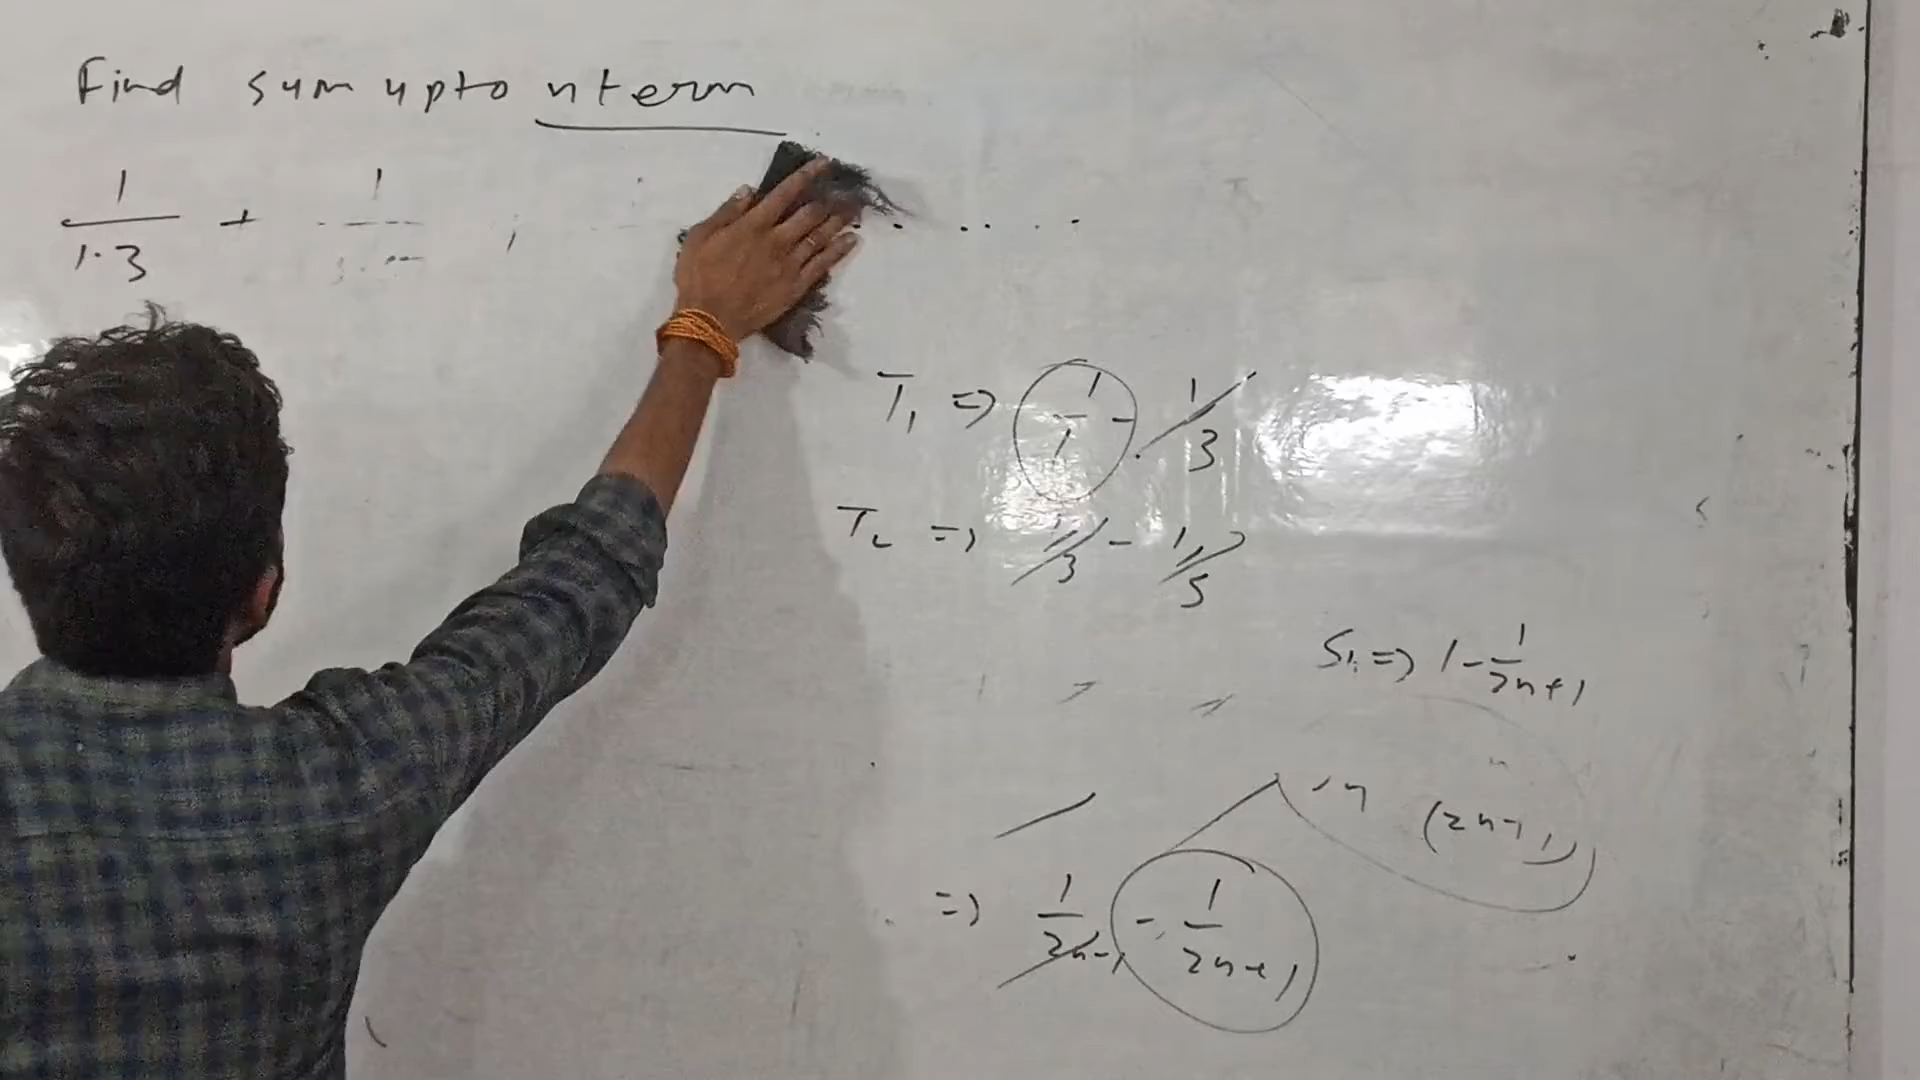 Find sum upto n term
1/1·3 + 1/3·
T₁ ⇒ 1/1 - 1/3
T₂ ⇒ 1/3 - 1/5
S₁ ⇒ 1 - 1/2n+1
⇒ 1/2n-1 - 1/2n+1